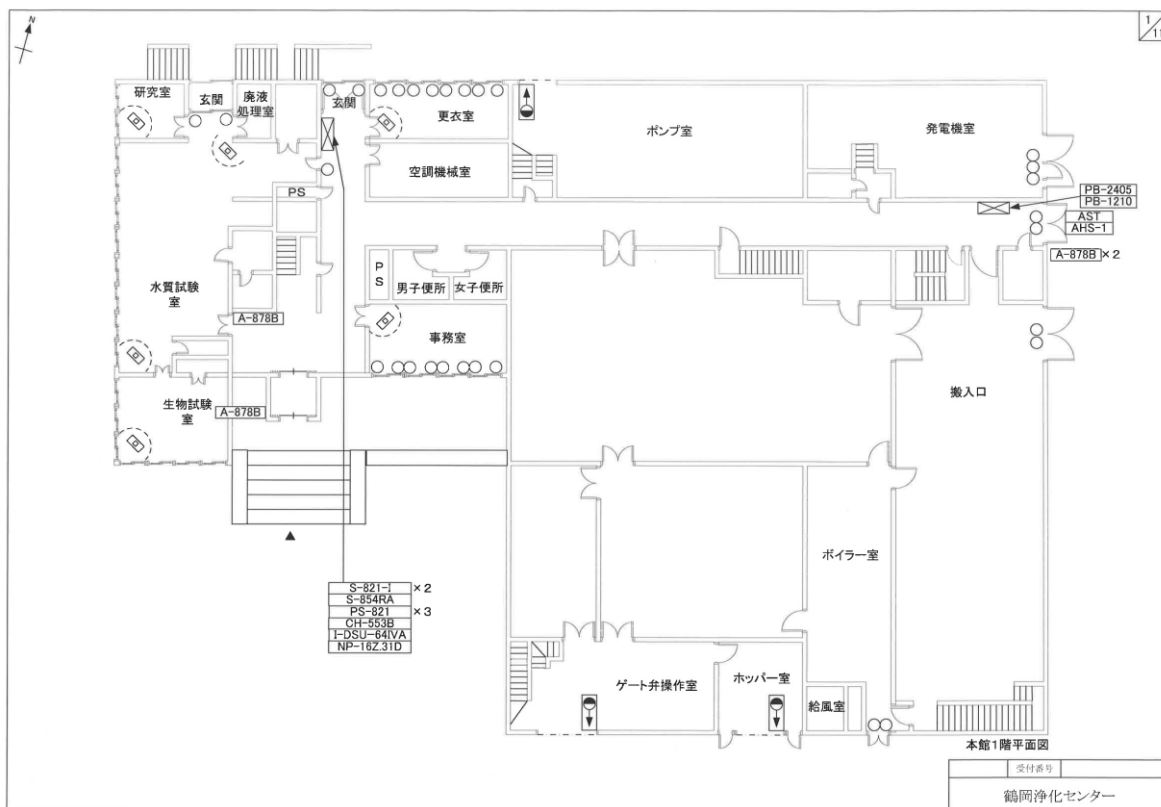 N
1/11
研究室
玄関
廃液
処理室
玄関
更衣室
ポンプ室
発電機室
空調機械室
PS
PB-2405
PB-1210
AST
AHS-1
A-878B ×2
PS
男子便所
女子便所
水質試験
室
A-878B
事務室
搬入口
生物試験
室
A-878B
ボイラー室
S-821-I ×2
S-854RA
PS-821 ×3
CH-553B
I-DSU-64IVA
NP-16Z.31D
ゲート弁操作室
ホッパー室
給風室
本館1階平面図
受付番号
鶴岡浄化センター